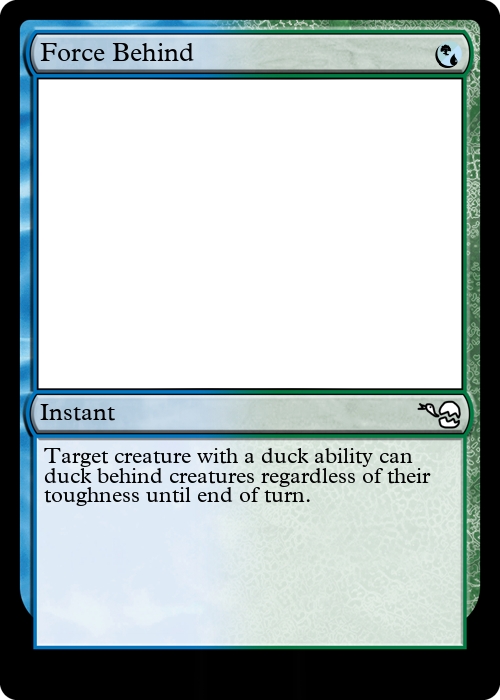 Force Behind
Instant
Target creature with a duck ability can
duck behind creatures regardless of their
toughness until end of turn.